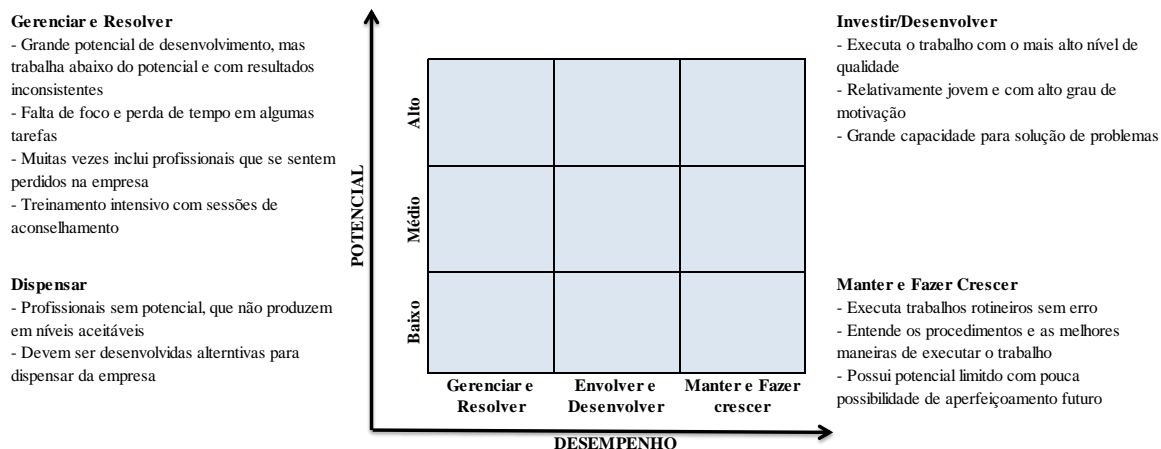 Gerenciar e Resolver
- Grande potencial de desenvolvimento, mas
trabalha abaixo do potencial e com resultados
inconsistentes
- Falta de foco e perda de tempo em algumas
tarefas
- Muitas vezes inclui profissionais que se sentem
perdidos na empresa
- Treinamento intensivo com sessões de
aconselhamento
Dispensar
- Profissionais sem potencial, que não produzem
em níveis aceitáveis
- Devem ser desenvolvidas alterntivas para
dispensar da empresa
POTENCIAL
Alto
Médio
Baixo
Gerenciar e
Resolver
Envolver e
Desenvolver
Manter e Fazer
crescer
DESEMPENHO
Investir/Desenvolver
- Executa o trabalho com o mais alto nível de
qualidade
- Relativamente jovem e com alto grau de
motivação
- Grande capacidade para solução de problemas
Manter e Fazer Crescer
- Executa trabalhos rotineiros sem erro
- Entende os procedimentos e as melhores
maneiras de executar o trabalho
- Possui potencial limitdo com pouca
possibilidade de aperfeiçoamento futuro